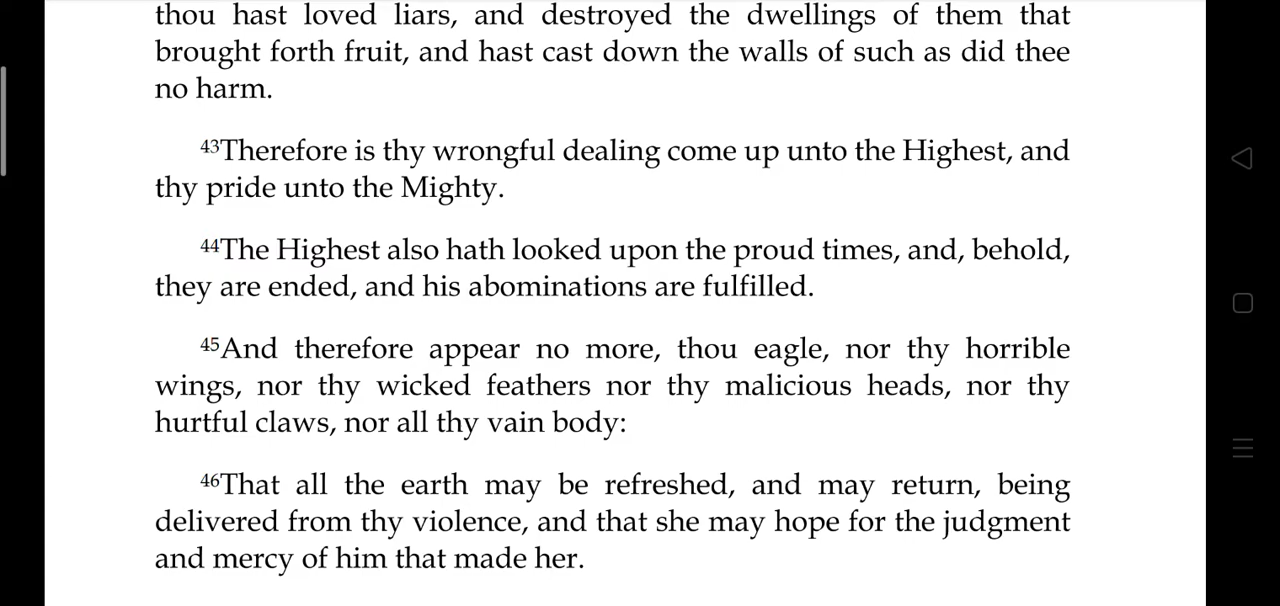 thou hast loved liars, and destroyed the dwellings of them that
brought forth fruit, and hast cast down the walls of such as did thee
no harm.
43Therefore is thy wrongful dealing come up unto the Highest, and
thy pride unto the Mighty.
44The Highest also hath looked upon the proud times, and, behold,
they are ended, and his abominations are fulfilled.
45And therefore appear no more, thou eagle, nor thy horrible
wings, nor thy wicked feathers nor thy malicious heads, nor thy
hurtful claws, nor all thy vain body:
46That all the earth may be refreshed, and may return, being
delivered from thy violence, and that she may hope for the judgment
and mercy of him that made her.